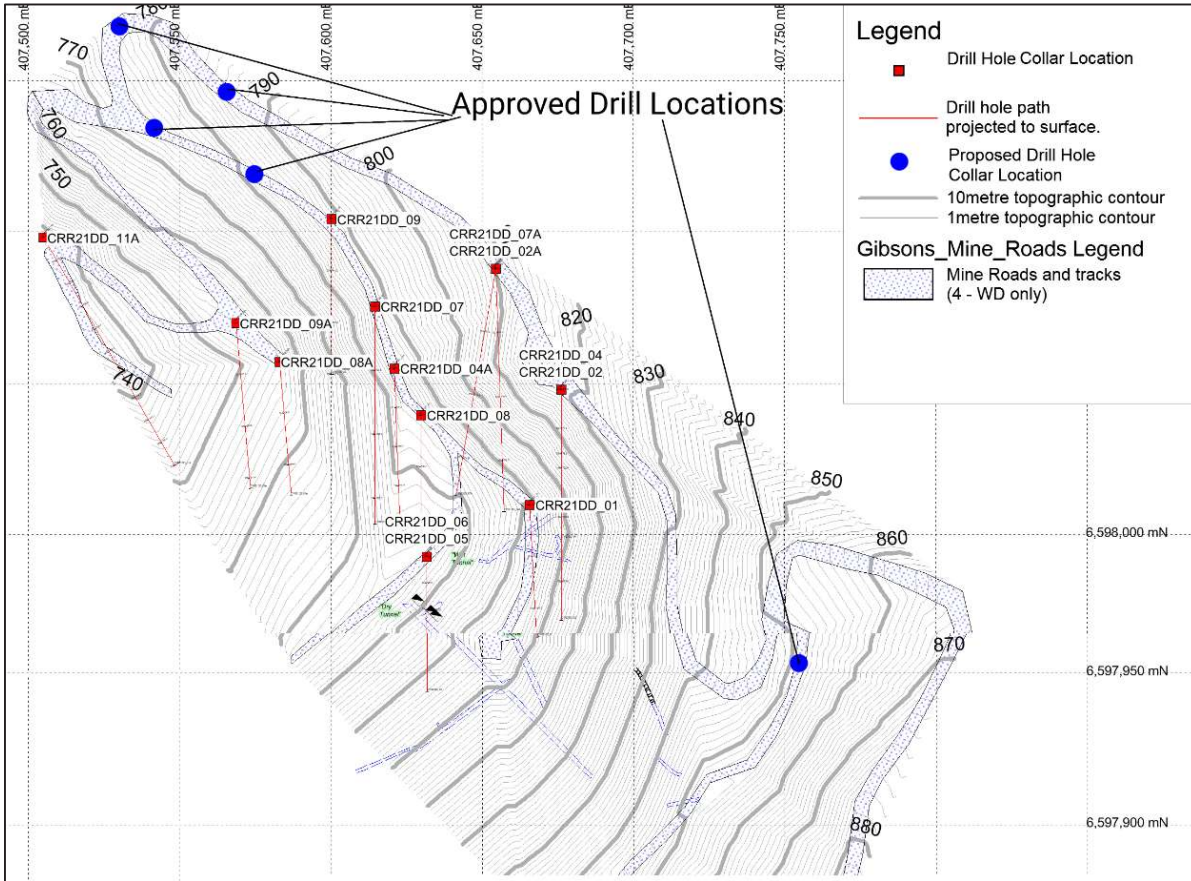 407,500 mE
407,550 mE
407,600 mE
407,650 mE
407,700 mE
407,750 mE
780
770
790
760
750
800
Approved Drill Locations
Legend
Drill Hole Collar Location
Drill hole path
projected to surface.
Proposed Drill Hole
Collar Location
10metre topographic contour
1metre topographic contour
Gibsons_Mine_Roads Legend
Mine Roads and tracks
(4 - WD only)
CRR21DD_09
CRR21DD_11A
CRR21DD_07A
CRR21DD_02A
CRR21DD_07
820
CRR21DD_09A
CRR21DD_04
CRR21DD_02
CRR21DD_08A
CRR21DD_04A
830
740
CRR21DD_08
840
850
CRR21DD_01
CRR21DD_06
CRR21DD_05
6,598,000 mN
860
"Dry
Tunnel"
870
6,597,950 mN
880
6,597,900 mN